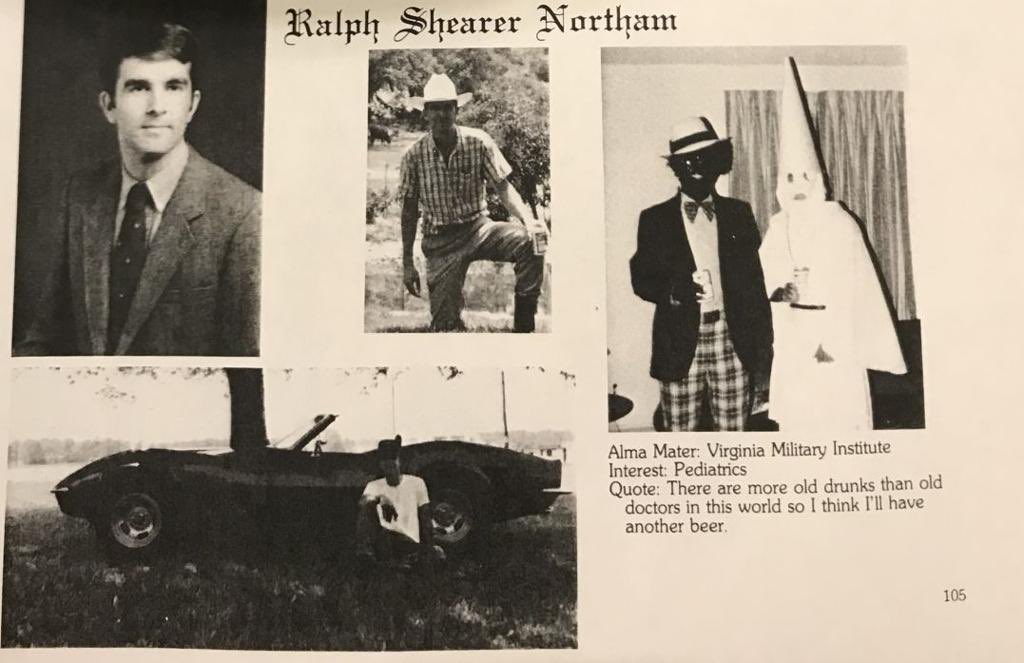 Ralph Shearer Northam
Alma Mater: Virginia Military Institute
Interest: Pediatrics
Quote: There are more old drunks than old
doctors in this world so I think I'll have
another beer.
105